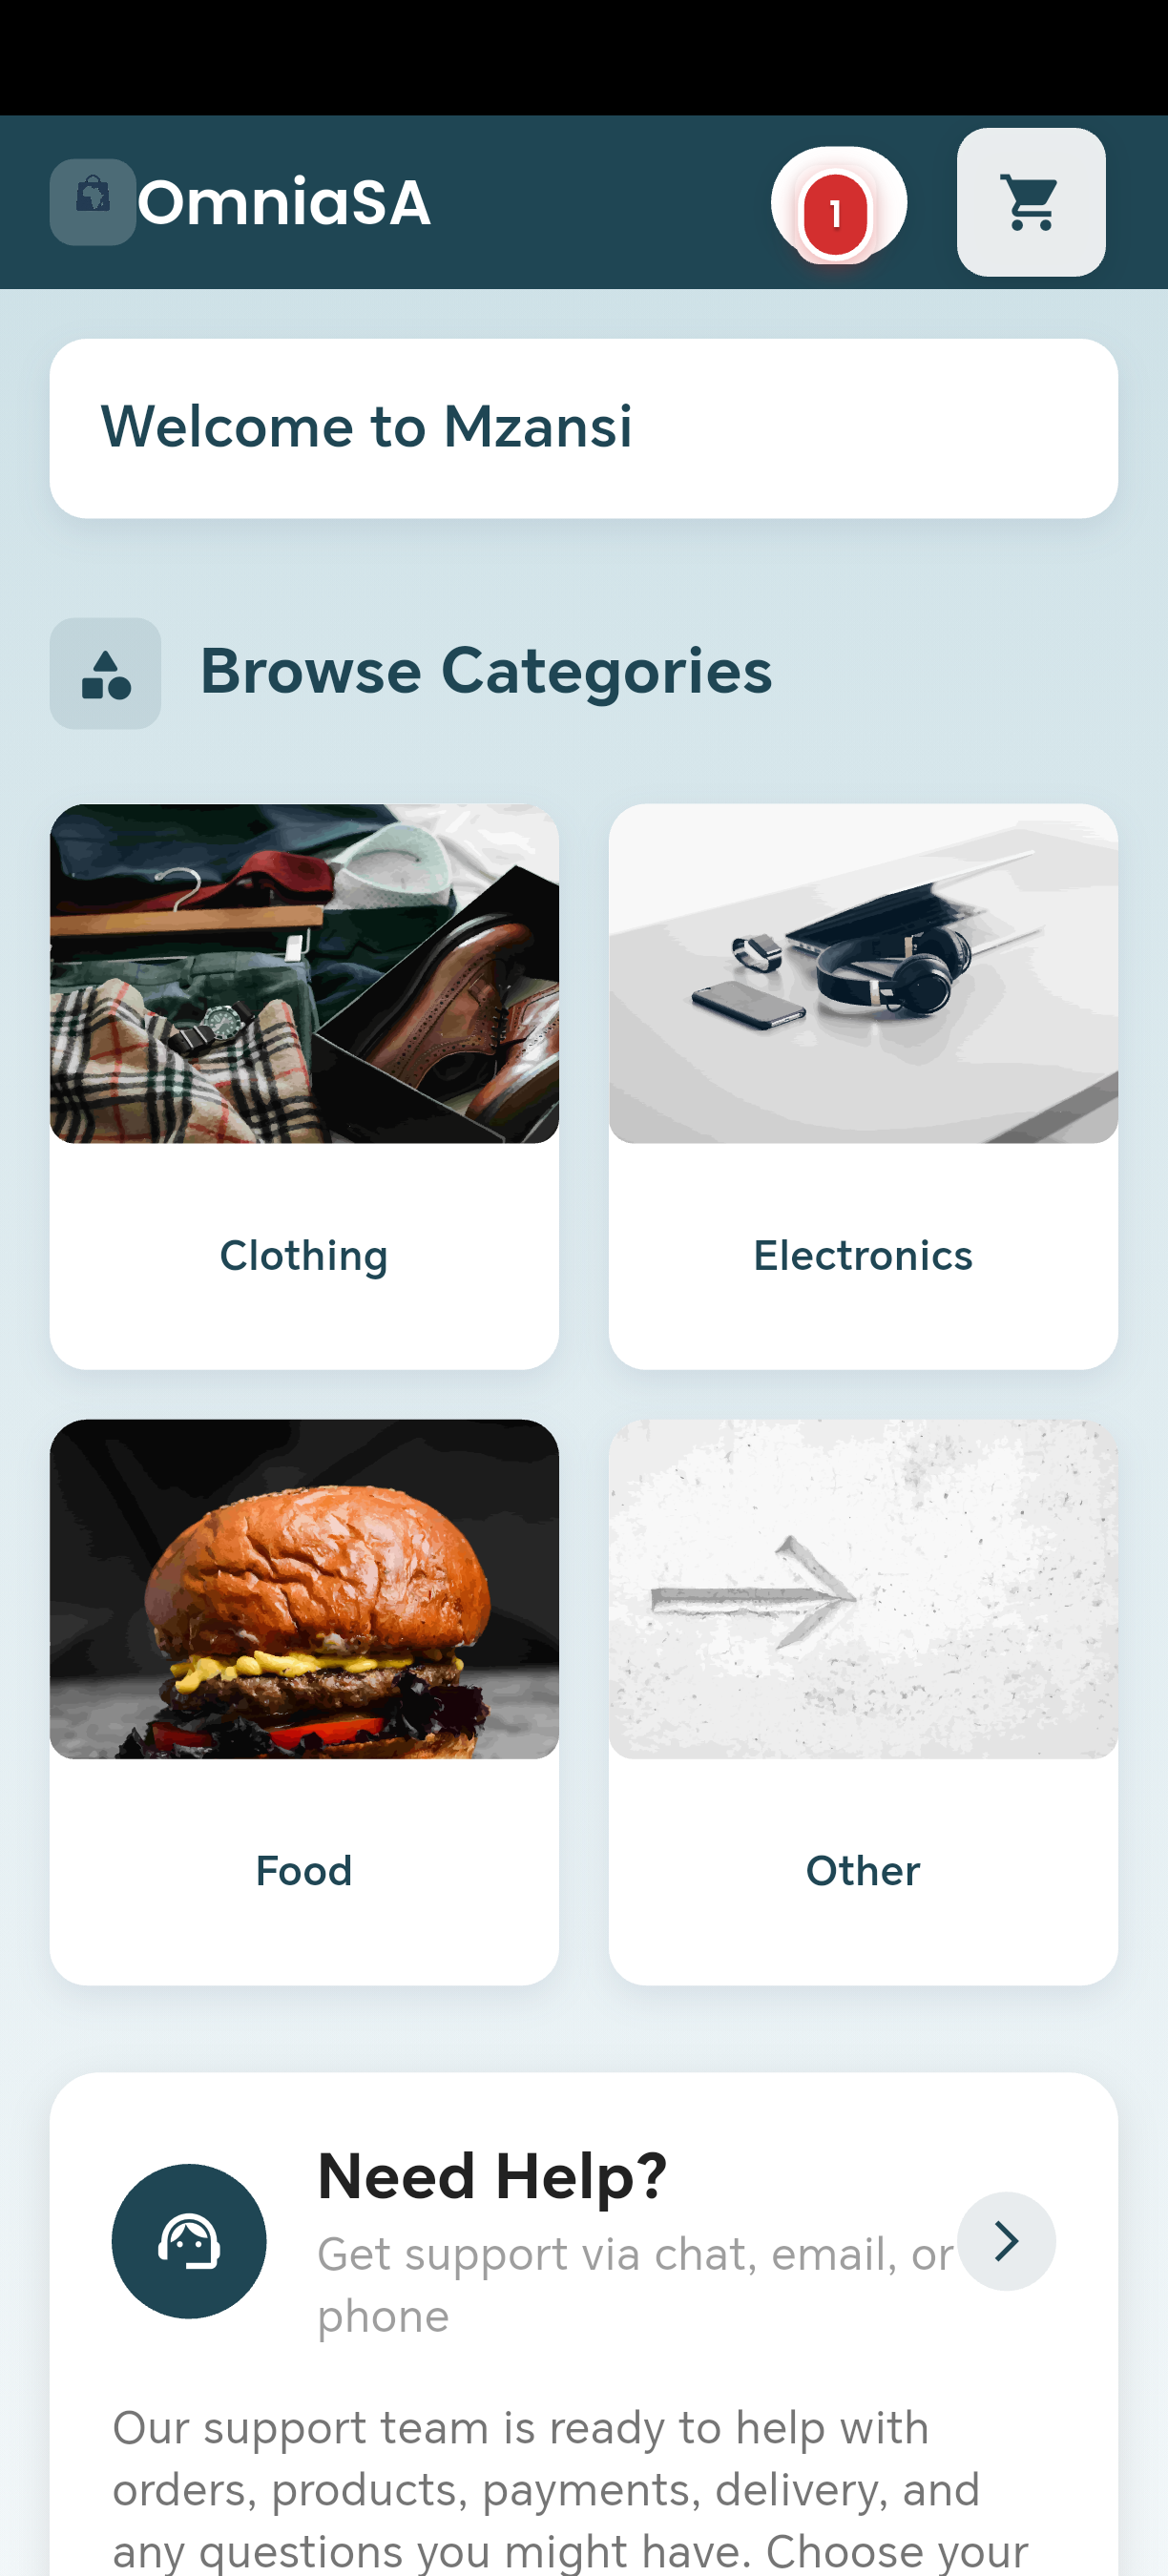 OmniaSA
1
Welcome to Mzansi
Browse Categories
Clothing
Electronics
Food
Other
Need Help?
Get support via chat, email, or
phone
Our support team is ready to help with
orders, products, payments, delivery, and
any questions you might have. Choose your